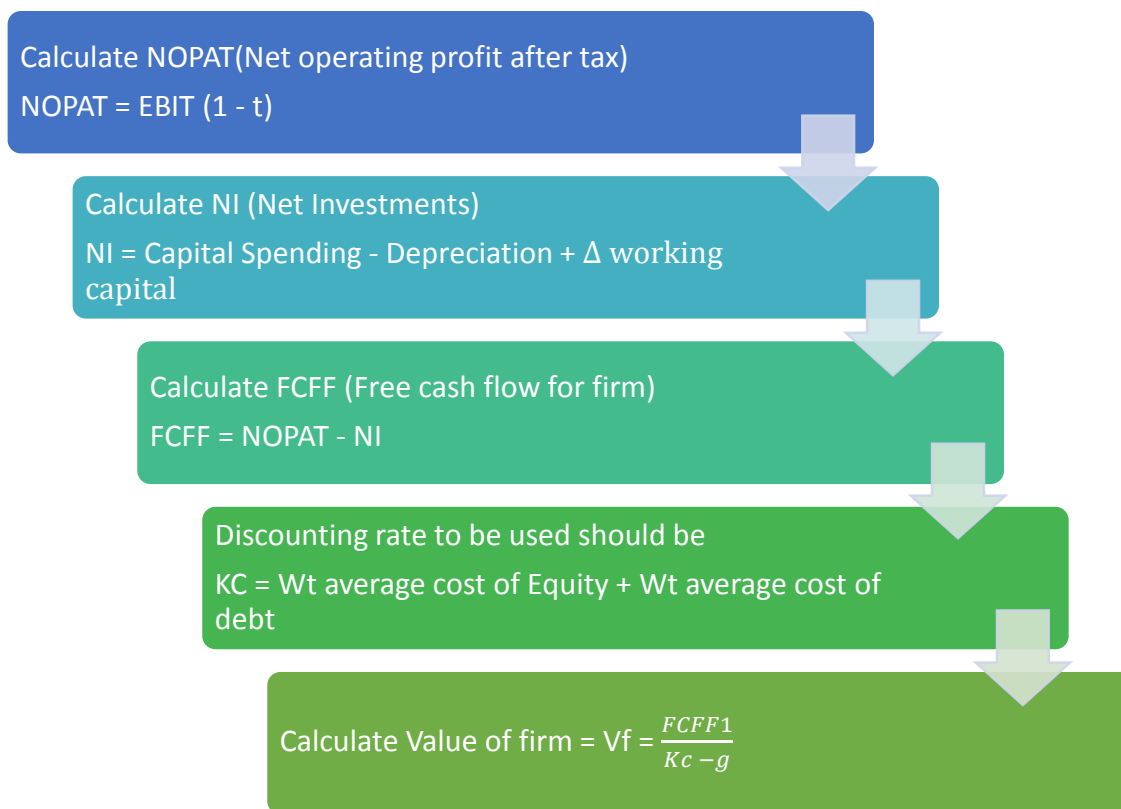 Calculate NOPAT(Net operating profit after tax)
NOPAT = EBIT (1 - t)
Calculate NI (Net Investments)
NI = Capital Spending - Depreciation + Δ working
capital
Calculate FCFF (Free cash flow for firm)
FCFF = NOPAT - NI
Discounting rate to be used should be
KC = Wt average cost of Equity + Wt average cost of
debt
Calculate Value of firm = Vf = FCFF1 / Kc - g